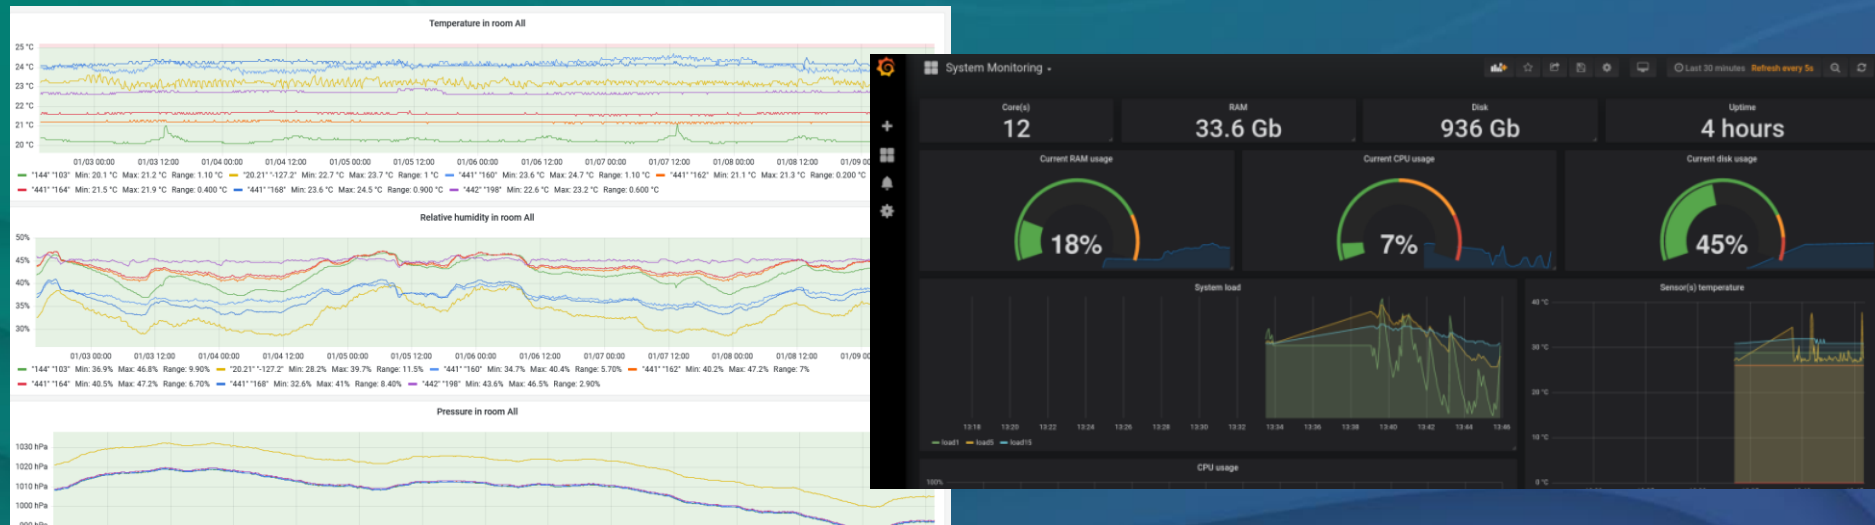 Temperature in room All
25 °C
24 °C
23 °C
22 °C
21 °C
20 °C
01/03 00:00 01/03 12:00 01/04 00:00 01/04 12:00 01/05 00:00 01/05 12:00 01/06 00:00 01/06 12:00 01/07 00:00 01/07 12:00 01/08 00:00 01/08 12:00 01/09 00
"144" "103" Min: 20.1 °C Max: 21.2 °C Range: 1.10 °C "20.21" "-127.2" Min: 22.7 °C Max: 23.7 °C Range: 1 °C "441" "160" Min: 23.6 °C Max: 24.7 °C Range: 1.10 °C "441" "162" Min: 21.1 °C Max: 21.3 °C Range: 0.200 °C
"441" "164" Min: 21.5 °C Max: 21.9 °C Range: 0.400 °C "441" "168" Min: 23.6 °C Max: 24.5 °C Range: 0.900 °C "442" "198" Min: 22.6 °C Max: 23.2 °C Range: 0.600 °C
Relative humidity in room All
50%
45%
40%
35%
30%
01/03 00:00 01/03 12:00 01/04 00:00 01/04 12:00 01/05 00:00 01/05 12:00 01/06 00:00 01/06 12:00 01/07 00:00 01/07 12:00 01/08 00:00 01/08 12:00 01/09 00
"144" "103" Min: 36.9% Max: 46.8% Range: 9.90% "20.21" "-127.2" Min: 28.2% Max: 39.7% Range: 11.5% "441" "160" Min: 34.7% Max: 40.4% Range: 5.70% "441" "162" Min: 40.2% Max: 47.2% Range: 7%
"441" "164" Min: 40.5% Max: 47.2% Range: 6.70% "441" "168" Min: 32.6% Max: 41% Range: 8.40% "442" "198" Min: 43.6% Max: 46.5% Range: 2.90%
Pressure in room All
1030 hPa
1020 hPa
1010 hPa
1000 hPa
System Monitoring
Last 30 minutes Refresh every 5s
Core(s)
12
RAM
33.6 Gb
Disk
936 Gb
Uptime
4 hours
Current RAM usage
18%
Current CPU usage
7%
Current disk usage
45%
System load
13:18 13:20 13:22 13:24 13:26 13:28 13:30 13:32 13:34 13:36 13:38 13:40 13:42 13:44 13:46
load1 load5 load15
Sensor(s) temperature
40 °C
30 °C
20 °C
10 °C
0 °C
CPU usage
100%